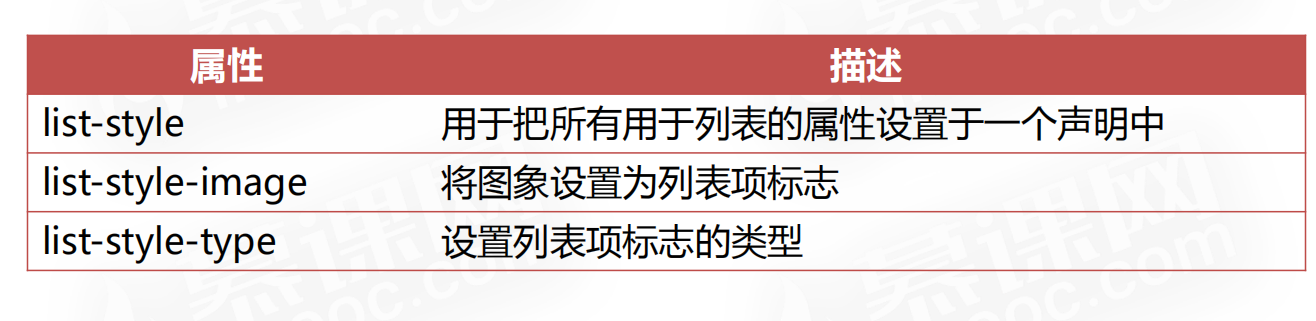 属性 描述
list-style 用于把所有用于列表的属性设置于一个声明中
list-style-image 将图象设置为列表项标志
list-style-type 设置列表项标志的类型